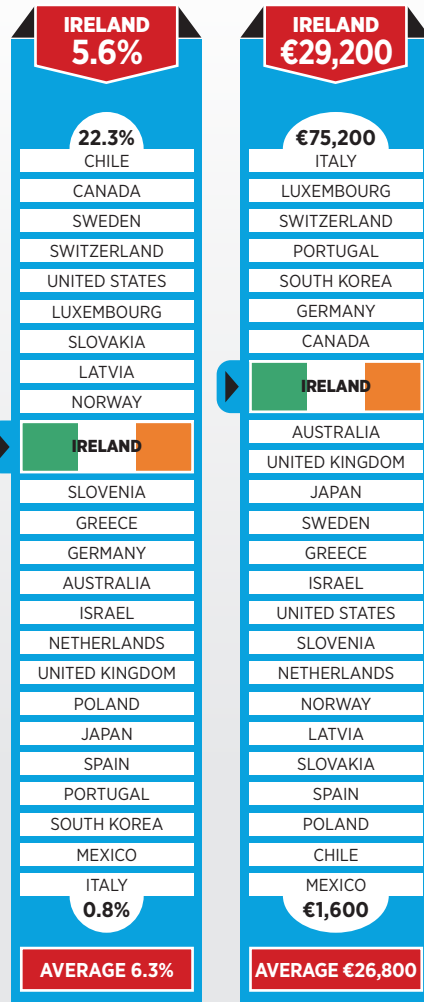 IRELAND
5.6%
22.3%
CHILE
CANADA
SWEDEN
SWITZERLAND
UNITED STATES
LUXEMBOURG
SLOVAKIA
LATVIA
NORWAY
IRELAND
SLOVENIA
GREECE
GERMANY
AUSTRALIA
ISRAEL
NETHERLANDS
UNITED KINGDOM
POLAND
JAPAN
SPAIN
PORTUGAL
SOUTH KOREA
MEXICO
ITALY
0.8%
AVERAGE 6.3%
IRELAND
€29,200
€75,200
ITALY
LUXEMBOURG
SWITZERLAND
PORTUGAL
SOUTH KOREA
GERMANY
CANADA
IRELAND
AUSTRALIA
UNITED KINGDOM
JAPAN
SWEDEN
GREECE
ISRAEL
UNITED STATES
SLOVENIA
NETHERLANDS
NORWAY
LATVIA
SLOVAKIA
SPAIN
POLAND
CHILE
MEXICO
€1,600
AVERAGE €26,800